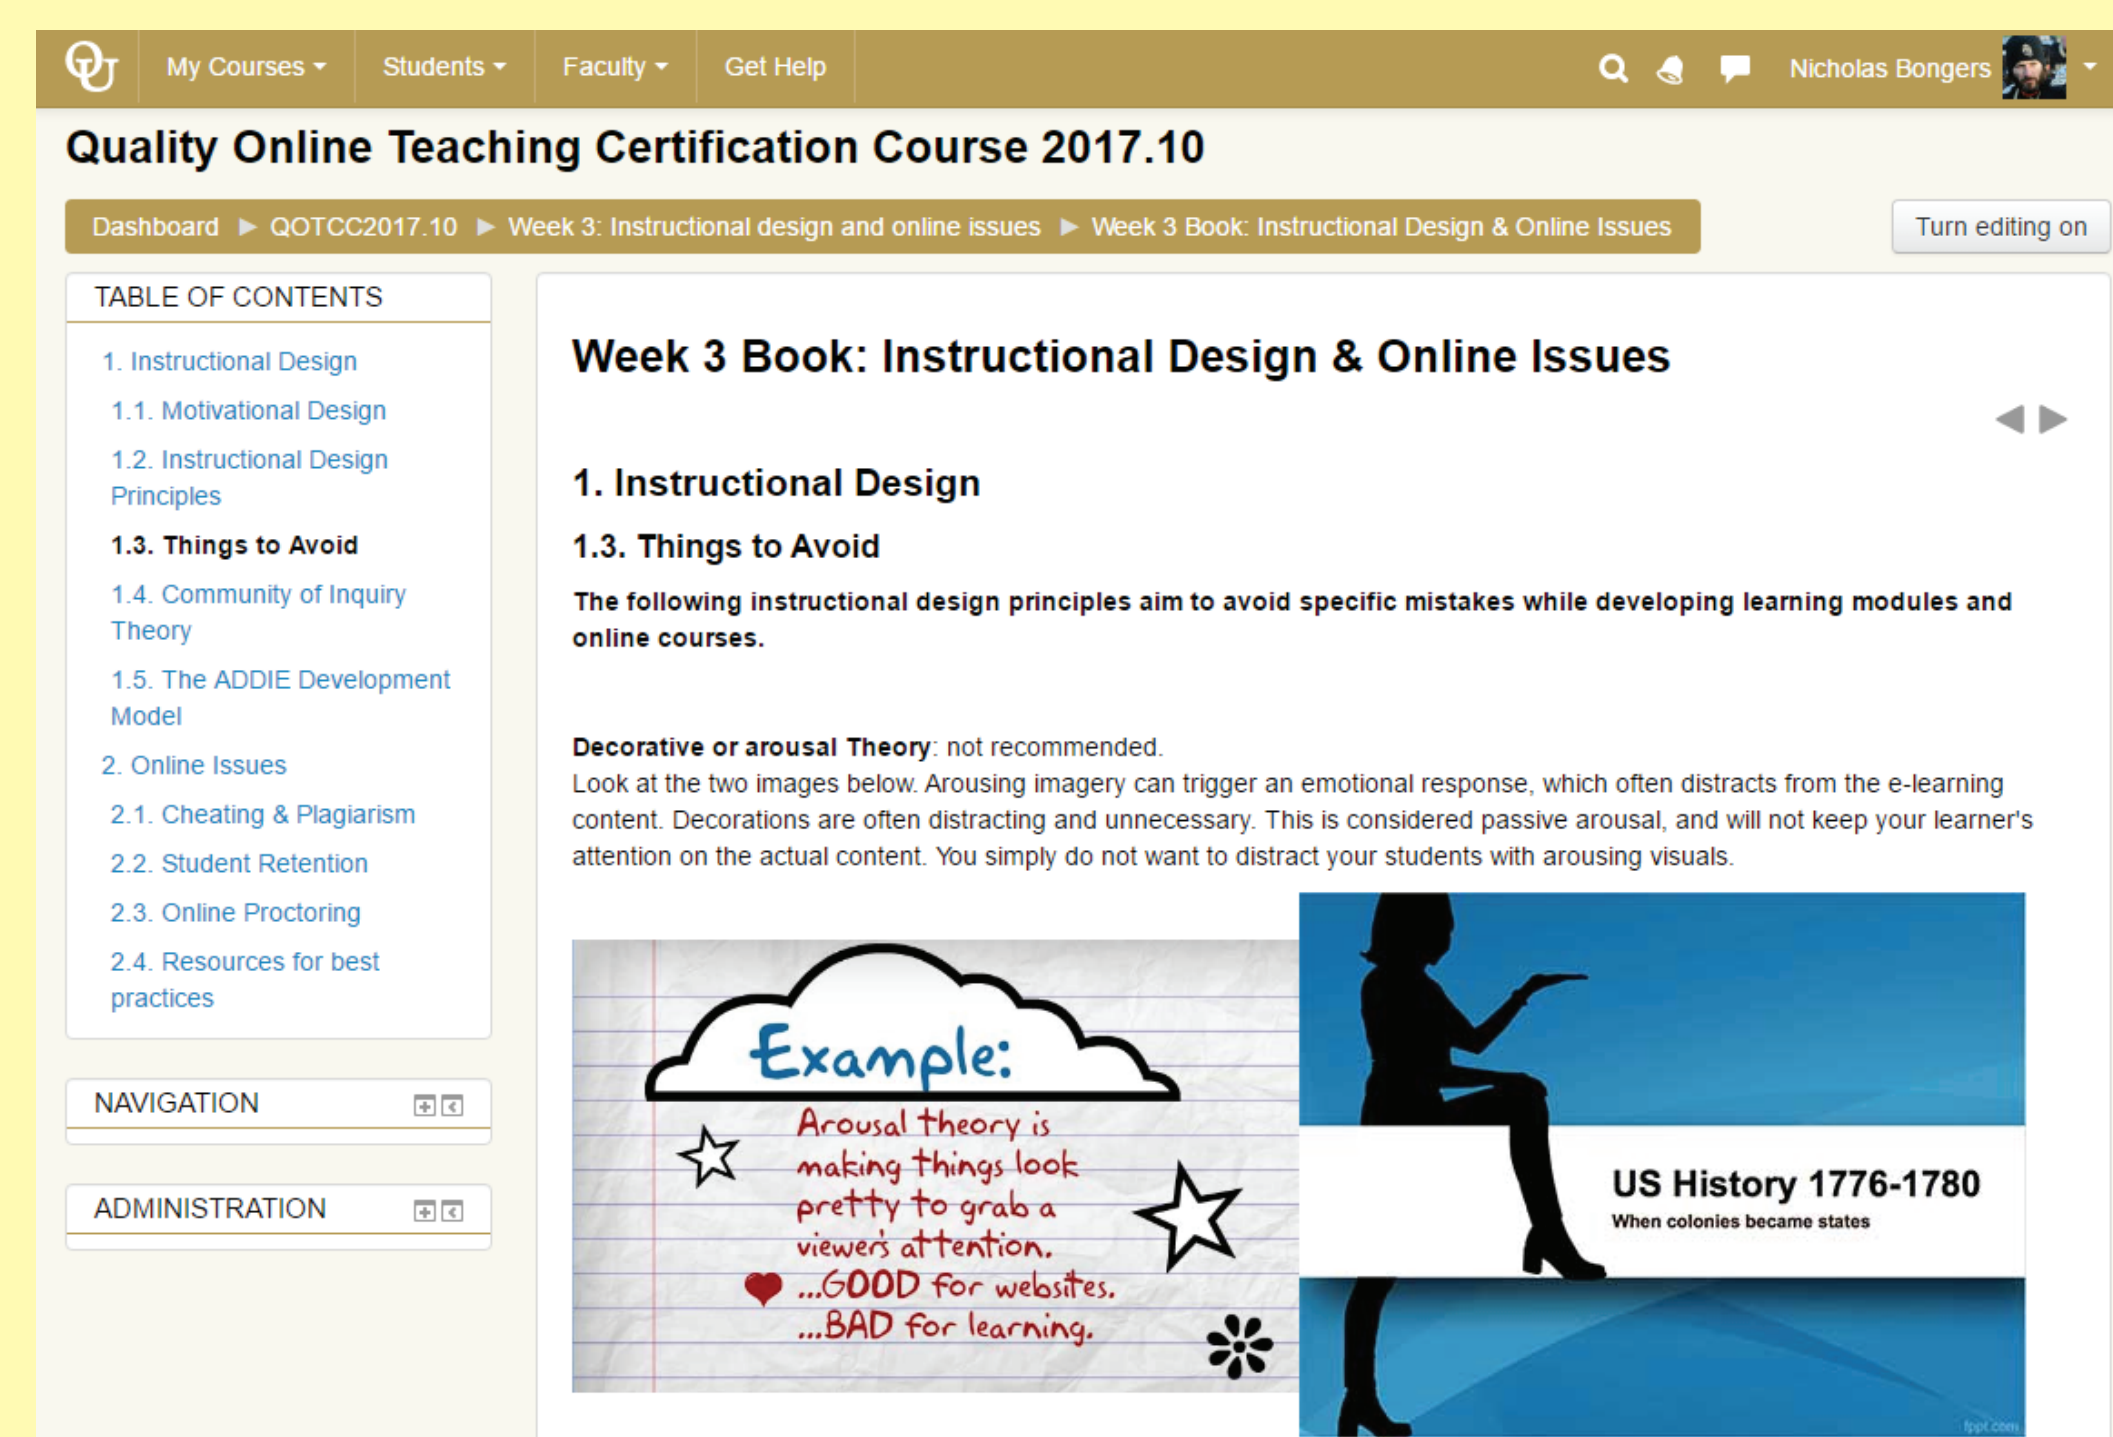 OU My Courses Students Faculty Get Help Nicholas Bongers
Quality Online Teaching Certification Course 2017.10
Dashboard ▶ QOTCC2017.10 ▶ Week 3: Instructional design and online issues ▶ Week 3 Book: Instructional Design & Online Issues
Turn editing on
TABLE OF CONTENTS
1. Instructional Design
1.1. Motivational Design
1.2. Instructional Design
Principles
1.3. Things to Avoid
1.4. Community of Inquiry
Theory
1.5. The ADDIE Development
Model
2. Online Issues
2.1. Cheating & Plagiarism
2.2. Student Retention
2.3. Online Proctoring
2.4. Resources for best
practices
NAVIGATION
ADMINISTRATION
Week 3 Book: Instructional Design & Online Issues
1. Instructional Design
1.3. Things to Avoid
The following instructional design principles aim to avoid specific mistakes while developing learning modules and
online courses.
Decorative or arousal Theory: not recommended.
Look at the two images below. Arousing imagery can trigger an emotional response, which often distracts from the e-learning
content. Decorations are often distracting and unnecessary. This is considered passive arousal, and will not keep your learner's
attention on the actual content. You simply do not want to distract your students with arousing visuals.
Example:
Arousal theory is
making things look
pretty to grab a
viewer's attention.
...GOOD for websites.
...BAD for learning.
US History 1776-1780
When colonies became states
fppt.com